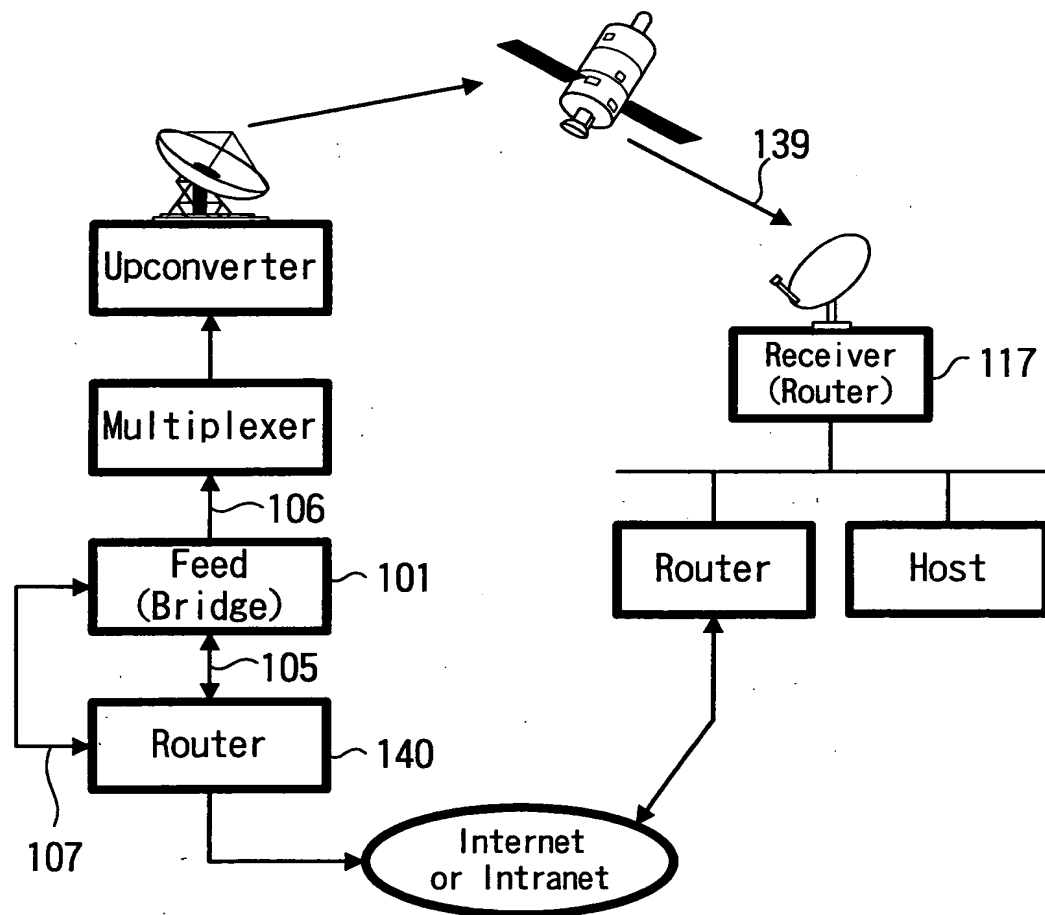 139
Upconverter
Receiver
(Router)
117
Multiplexer
106
Feed
(Bridge)
101
Router
Host
105
Router
140
107
Internet
or Intranet